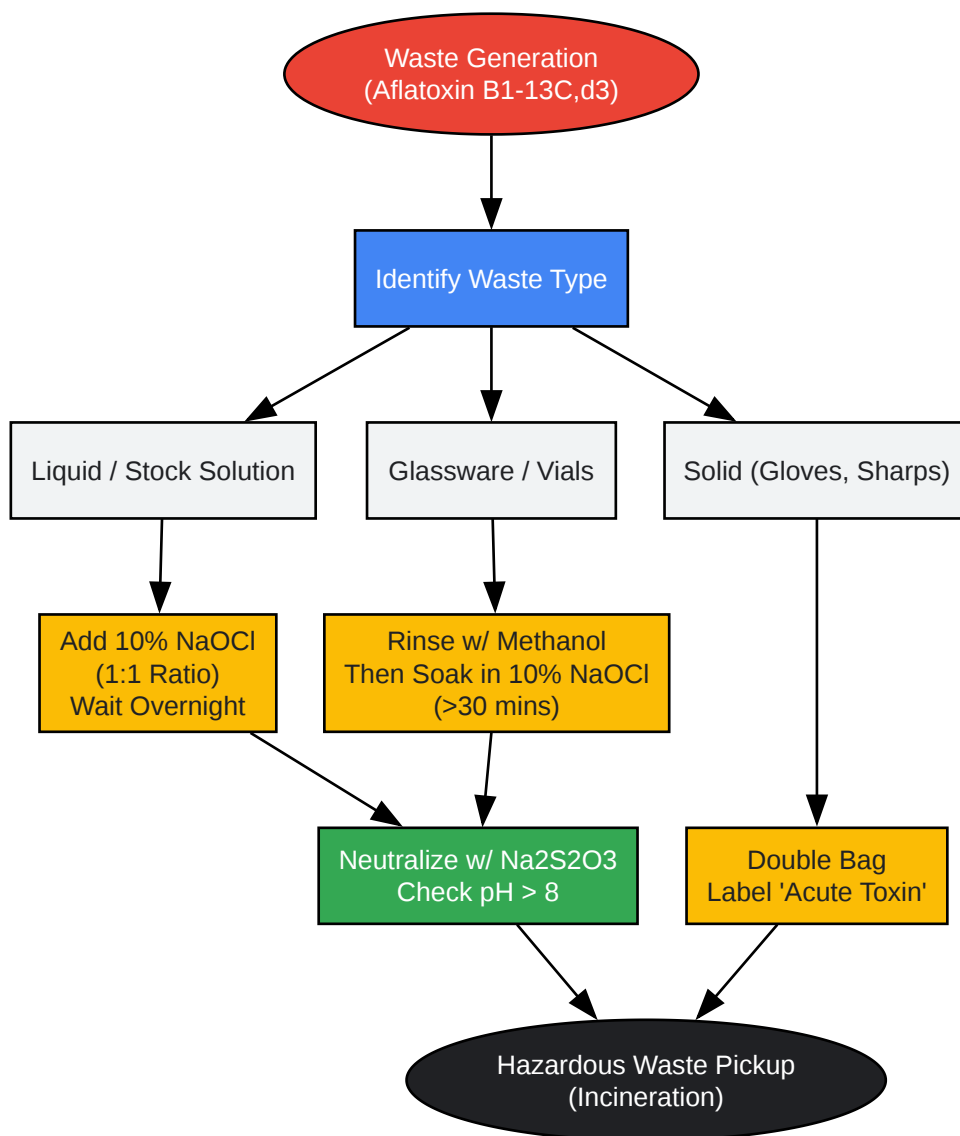 Waste Generation
(Aflatoxin B1-13C,d3)
Identify Waste Type
Liquid / Stock Solution
Glassware / Vials
Solid (Gloves, Sharps)
Add 10% NaOCl
(1:1 Ratio)
Wait Overnight
Rinse w/ Methanol
Then Soak in 10% NaOCl
(>30 mins)
Neutralize w/ Na2S2O3
Check pH > 8
Double Bag
Label 'Acute Toxin'
Hazardous Waste Pickup
(Incineration)